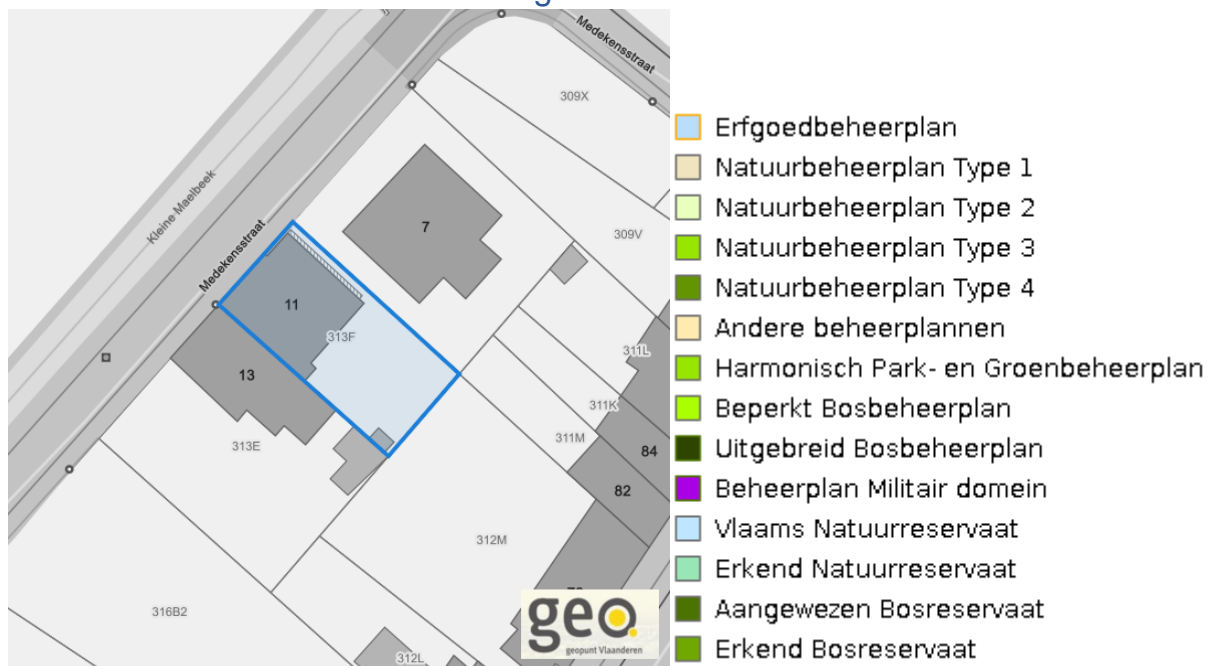 Medekensstraat
309X
Kleine Maelbeek
7
309V
Medekensstraat
11
313F
311L
13
311K
311M
313E
84
82
312M
316B2
312L
geo.
geopunt Vlaanderen
Erfgoedbeheerplan
Natuurbeheerplan Type 1
Natuurbeheerplan Type 2
Natuurbeheerplan Type 3
Natuurbeheerplan Type 4
Andere beheerplannen
Harmonisch Park- en Groenbeheerplan
Beperkt Bosbeheerplan
Uitgebreid Bosbeheerplan
Beheerplan Militair domein
Vlaams Natuurreservaat
Erkend Natuurreservaat
Aangewezen Bosreservaat
Erkend Bosreservaat